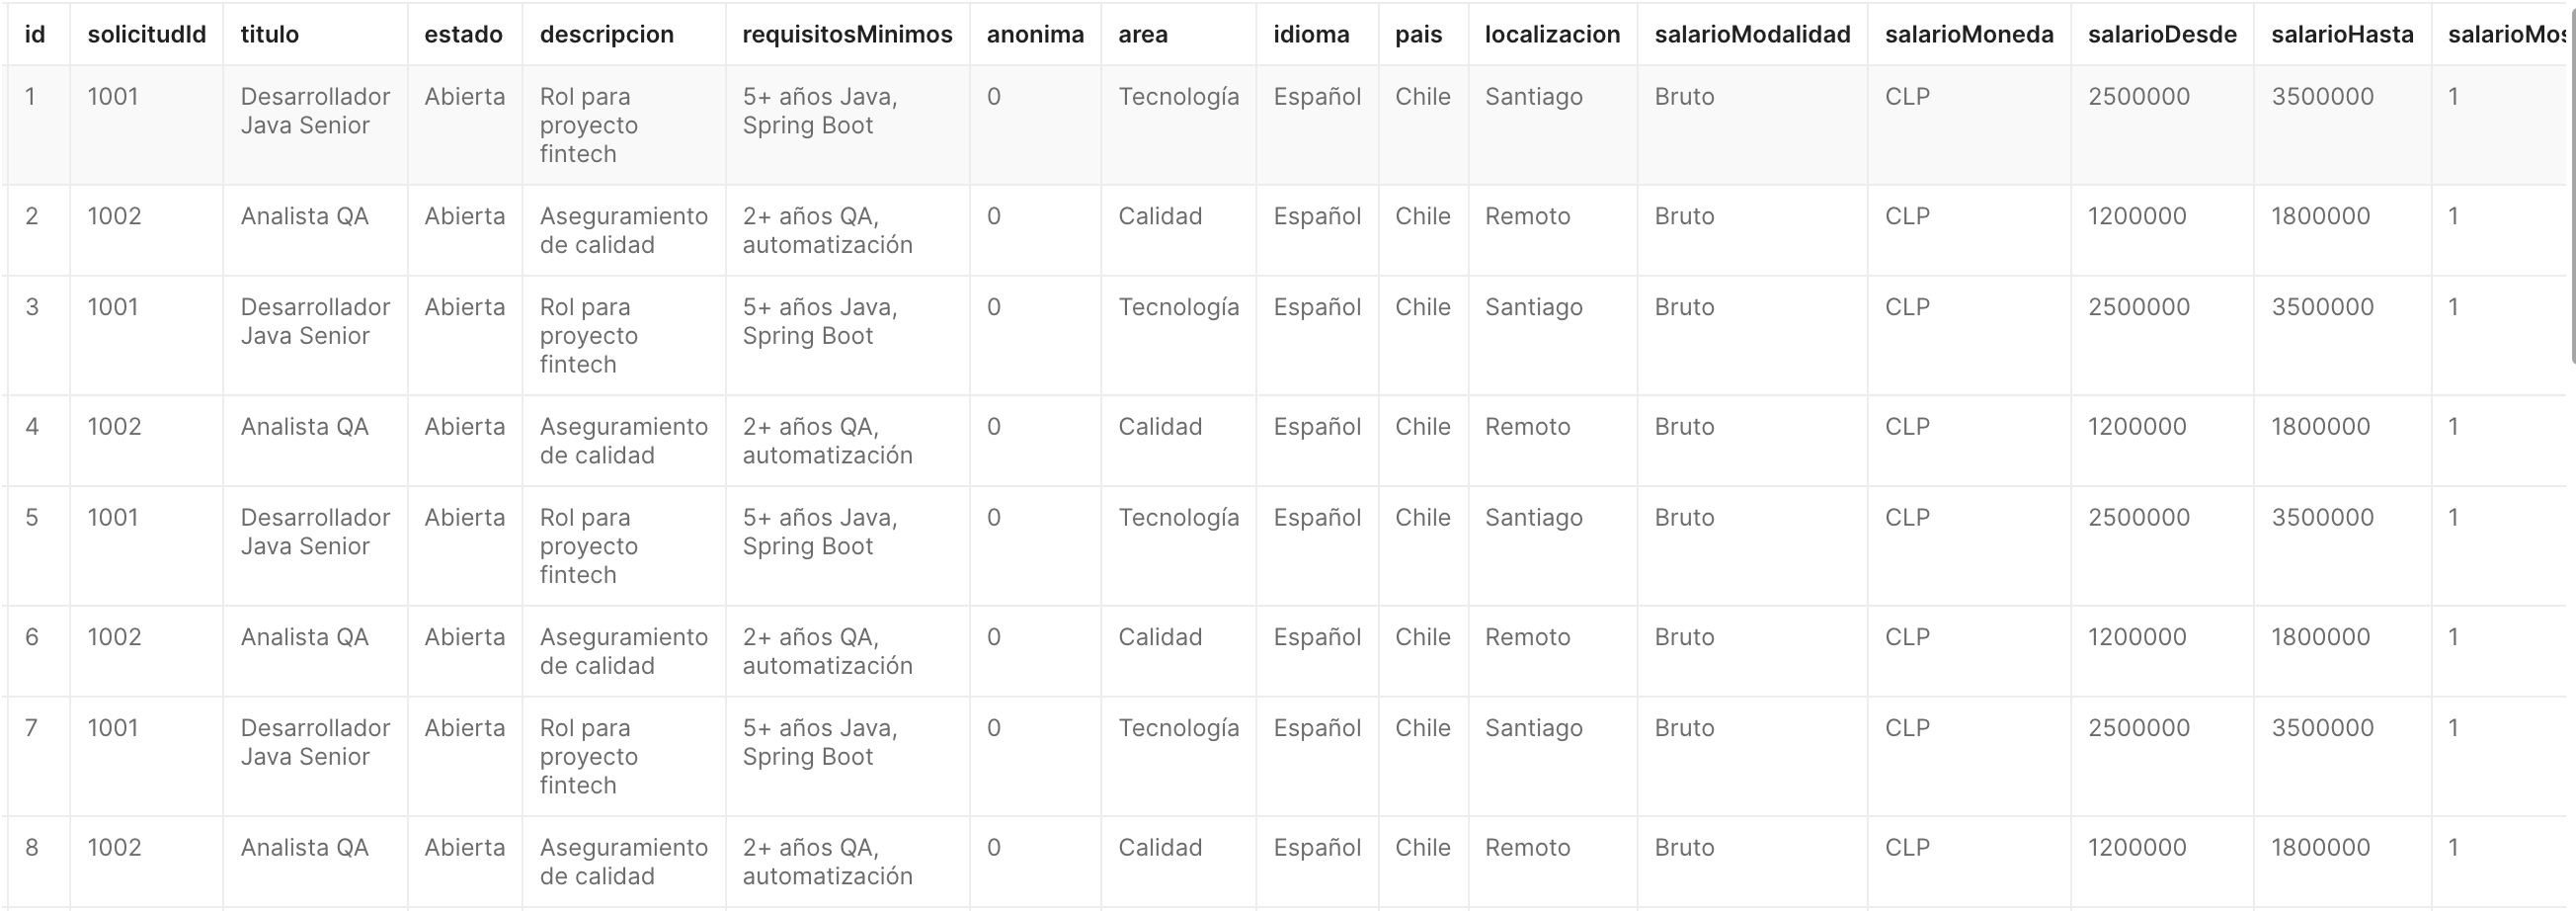 id solicitudId titulo estado descripcion requisitosMinimos anonima area idioma pais localizacion salarioModalidad salarioMoneda salarioDesde salarioHasta salarioMos
1 1001 Desarrollador Abierta Rol para 5+ años Java, 0 Tecnología Español Chile Santiago Bruto CLP 2500000 3500000 1
Java Senior proyecto Spring Boot
fintech
2 1002 Analista QA Abierta Aseguramiento 2+ años QA, 0 Calidad Español Chile Remoto Bruto CLP 1200000 1800000 1
de calidad automatización
3 1001 Desarrollador Abierta Rol para 5+ años Java, 0 Tecnología Español Chile Santiago Bruto CLP 2500000 3500000 1
Java Senior proyecto Spring Boot
fintech
4 1002 Analista QA Abierta Aseguramiento 2+ años QA, 0 Calidad Español Chile Remoto Bruto CLP 1200000 1800000 1
de calidad automatización
5 1001 Desarrollador Abierta Rol para 5+ años Java, 0 Tecnología Español Chile Santiago Bruto CLP 2500000 3500000 1
Java Senior proyecto Spring Boot
fintech
6 1002 Analista QA Abierta Aseguramiento 2+ años QA, 0 Calidad Español Chile Remoto Bruto CLP 1200000 1800000 1
de calidad automatización
7 1001 Desarrollador Abierta Rol para 5+ años Java, 0 Tecnología Español Chile Santiago Bruto CLP 2500000 3500000 1
Java Senior proyecto Spring Boot
fintech
8 1002 Analista QA Abierta Aseguramiento 2+ años QA, 0 Calidad Español Chile Remoto Bruto CLP 1200000 1800000 1
de calidad automatización